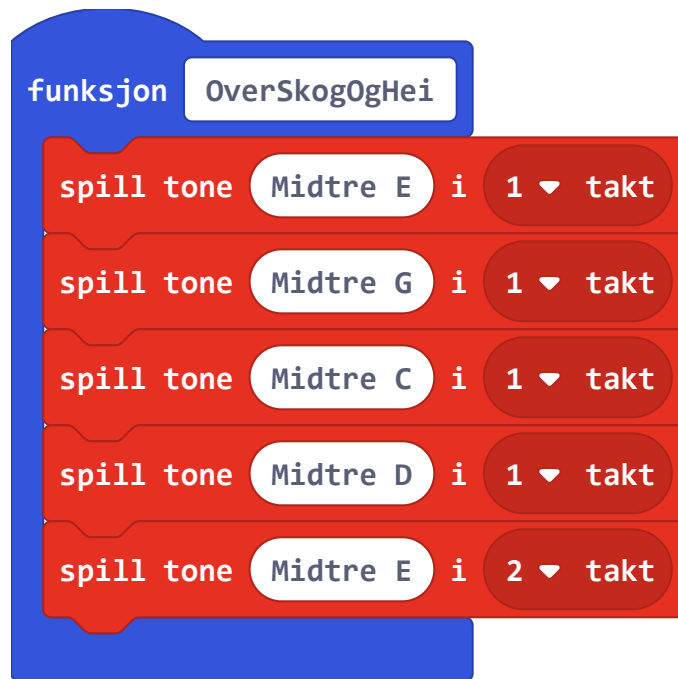 funksjon OverSkogOgHei
spill tone Midtre E i 1 takt
spill tone Midtre G i 1 takt
spill tone Midtre C i 1 takt
spill tone Midtre D i 1 takt
spill tone Midtre E i 2 takt